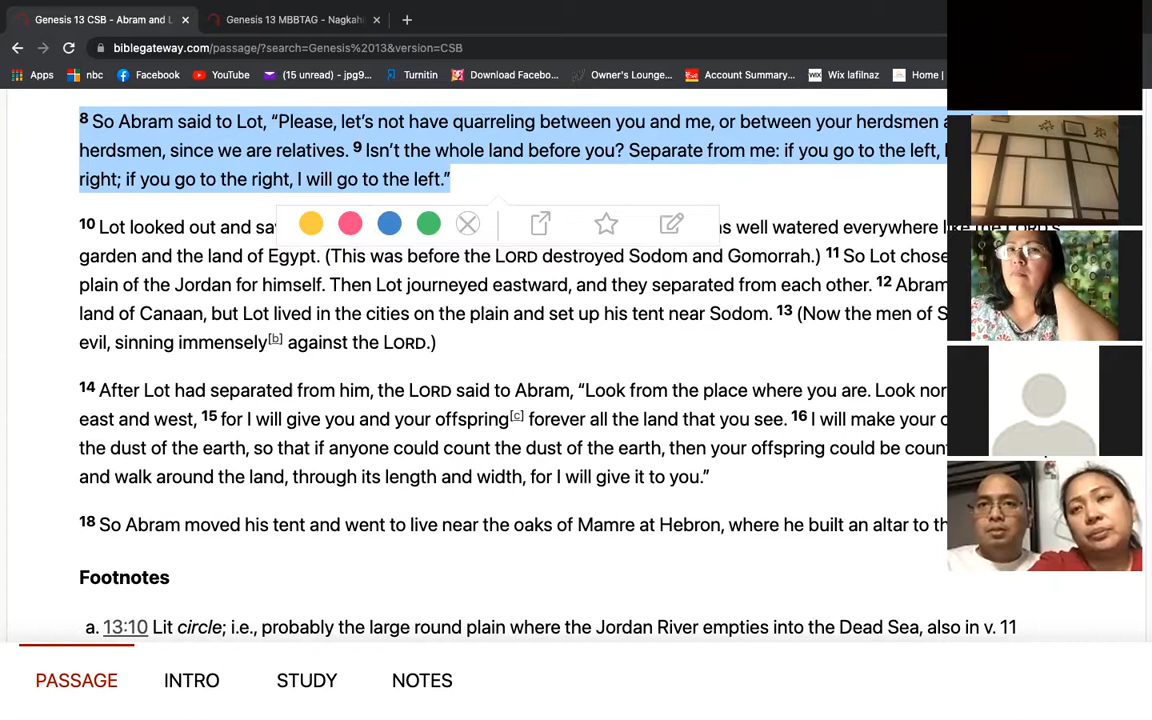 Genesis 13 CSB - Abram and L
Genesis 13 MBBTAG - Nagkahi
biblegateway.com/passage/?search=Genesis%2013&version=CSB
Apps nbc Facebook YouTube (15 unread) - jpg9... Turnitin Download Facebo... Owner's Lounge... Account Summary... WIX Wix lafilnaz Home |
8 So Abram said to Lot, “Please, let’s not have quarreling between you and me, or between your herdsmen
herdsmen, since we are relatives. 9 Isn’t the whole land before you? Separate from me: if you go to the left,
right; if you go to the right, I will go to the left.”
10 Lot looked out and well watered everywhere like the LORD’s
garden and the land of Egypt. (This was before the LORD destroyed Sodom and Gomorrah.) 11 So Lot chose
plain of the Jordan for himself. Then Lot journeyed eastward, and they separated from each other. 12 Abram
land of Canaan, but Lot lived in the cities on the plain and set up his tent near Sodom. 13 (Now the men of S
evil, sinning immensely[b] against the LORD.)
14 After Lot had separated from him, the LORD said to Abram, “Look from the place where you are. Look nor
east and west, 15 for I will give you and your offspring[c] forever all the land that you see. 16 I will make your
the dust of the earth, so that if anyone could count the dust of the earth, then your offspring could be coun
and walk around the land, through its length and width, for I will give it to you.”
18 So Abram moved his tent and went to live near the oaks of Mamre at Hebron, where he built an altar to th
Footnotes
a. 13:10 Lit circle; i.e., probably the large round plain where the Jordan River empties into the Dead Sea, also in v. 11
PASSAGE INTRO STUDY NOTES